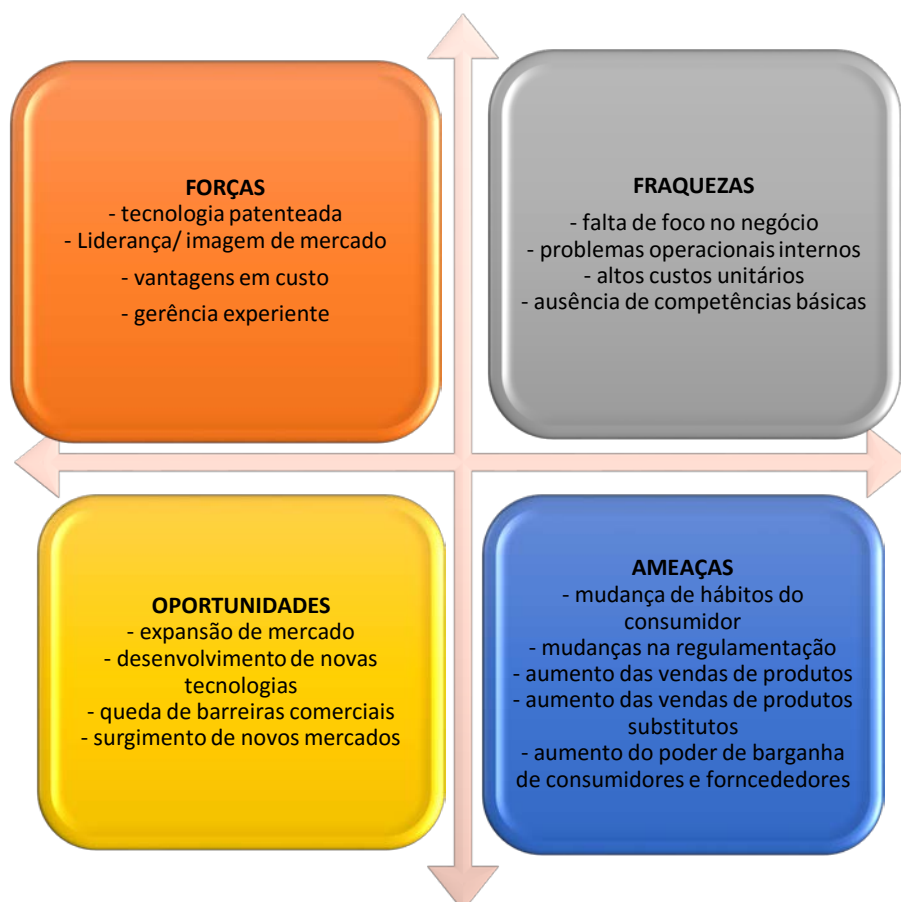 FORÇAS
- tecnologia patenteada
- Liderança/ imagem de mercado
- vantagens em custo
- gerência experiente
FRAQUEZAS
- falta de foco no negócio
- problemas operacionais internos
- altos custos unitários
- ausência de competências básicas
OPORTUNIDADES
- expansão de mercado
- desenvolvimento de novas
tecnologias
- queda de barreiras comerciais
- surgimento de novos mercados
AMEAÇAS
- mudança de hábitos do
consumidor
- mudanças na regulamentação
- aumento das vendas de produtos
- aumento das vendas de produtos
substitutos
- aumento do poder de barganha
de consumidores e forncededores